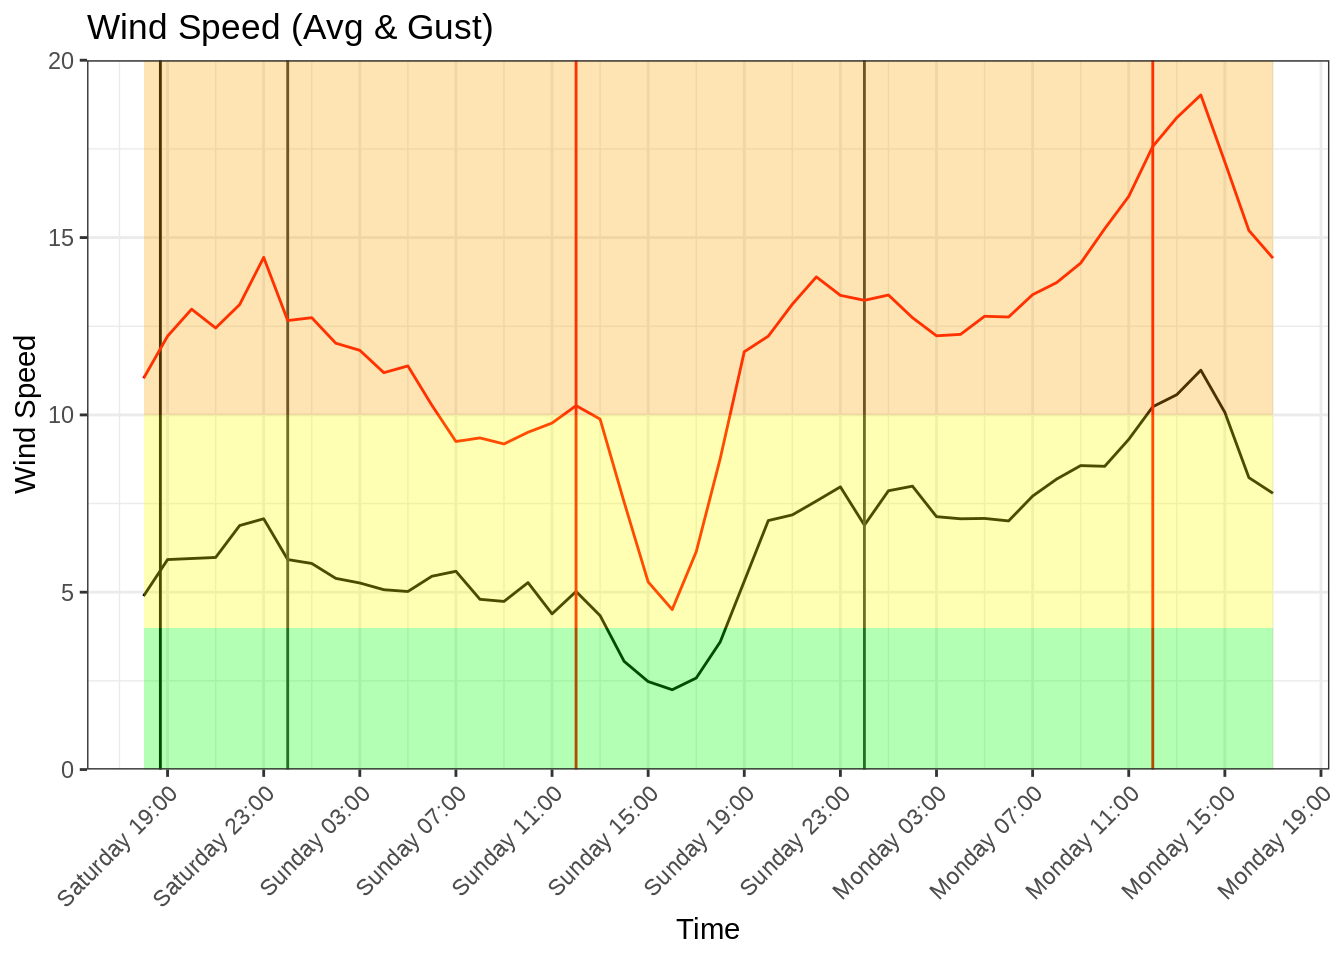 Wind Speed (Avg & Gust)
20
15
10
5
0
Wind Speed
Saturday 19:00
Saturday 23:00
Sunday 03:00
Sunday 07:00
Sunday 11:00
Sunday 15:00
Sunday 19:00
Sunday 23:00
Monday 03:00
Monday 07:00
Monday 11:00
Monday 15:00
Monday 19:00
Time